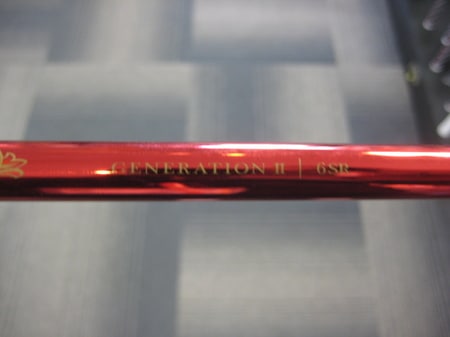 GENERATION II | 6SR